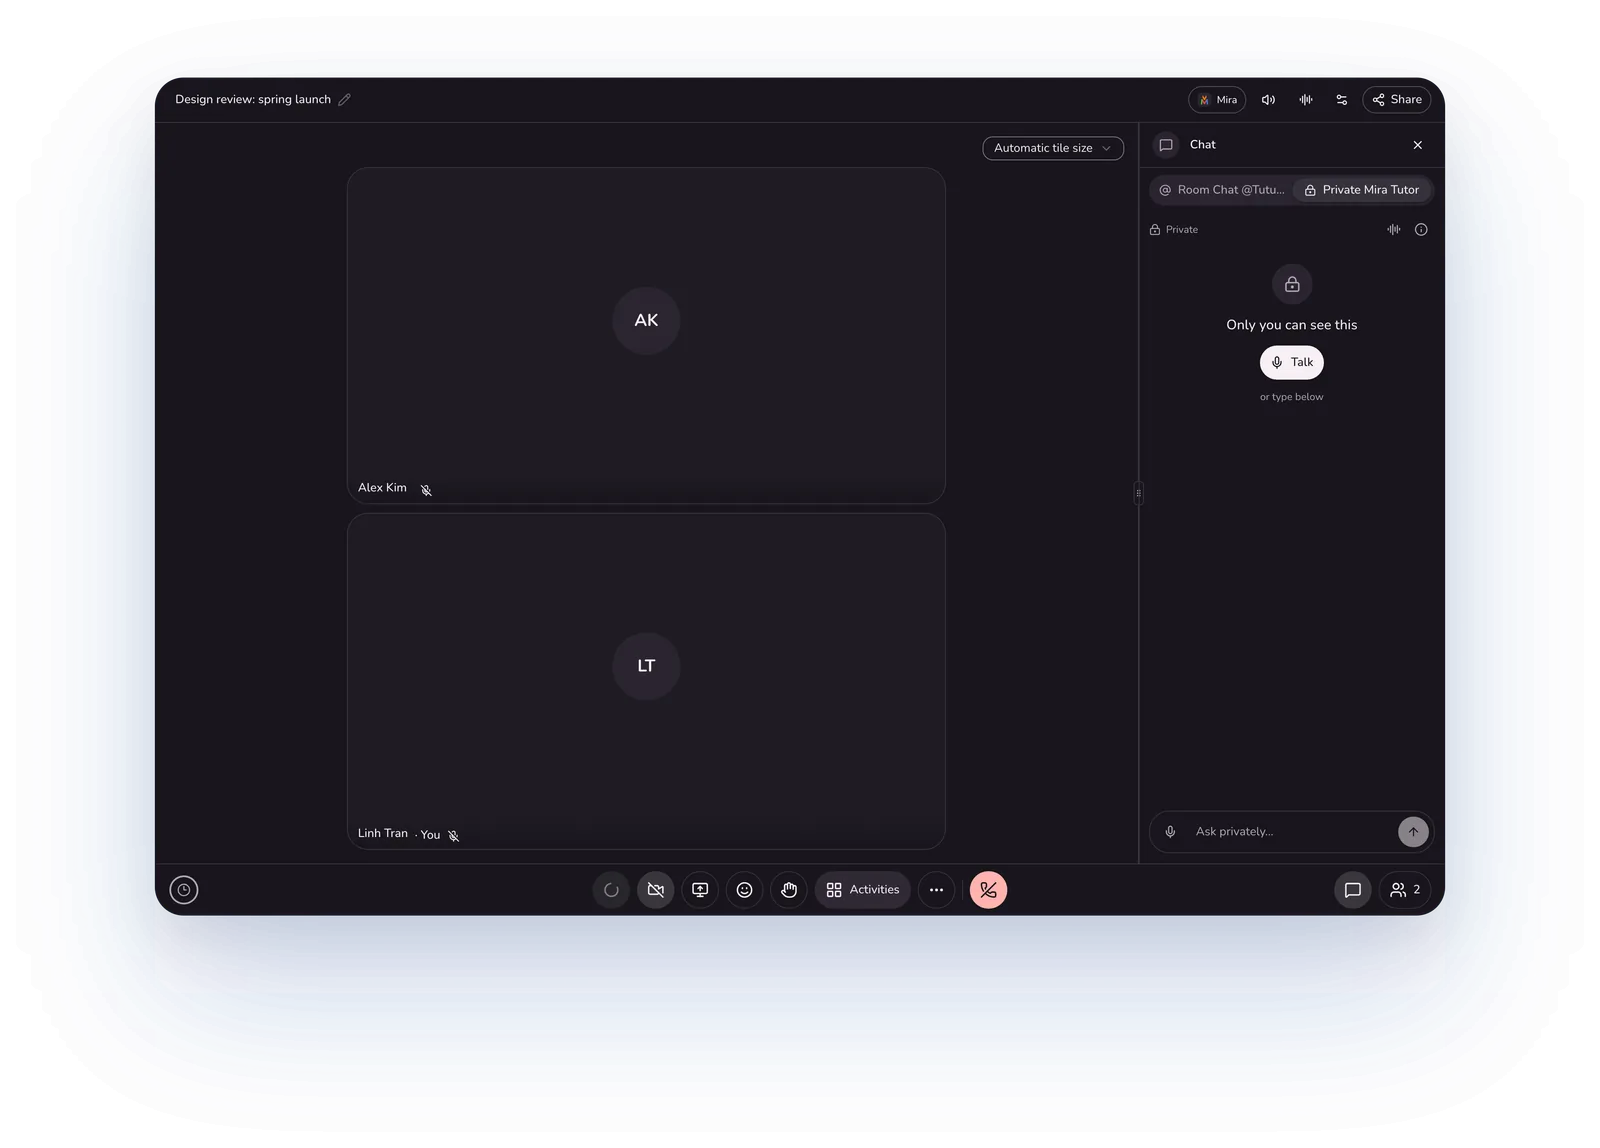 Design review: spring launch
Mira
Share
Automatic tile size
Chat
@ Room Chat @Tutu...
Private Mira Tutor
Private
Only you can see this
Talk
or type below
AK
Alex Kim
LT
Linh Tran · You
Ask privately...
Activities
2